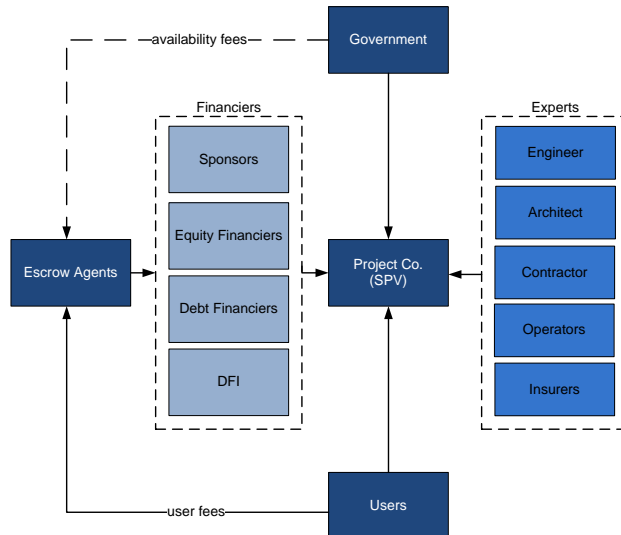 Government
availability fees
Financiers
Experts
Sponsors
Equity Financiers
Debt Financiers
DFI
Engineer
Architect
Contractor
Operators
Insurers
Escrow Agents
Project Co.
(SPV)
user fees
Users